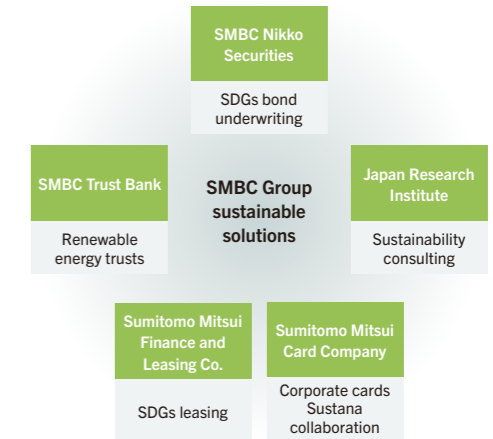 SMBC Nikko
Securities
SDGs bond
underwriting
SMBC Trust Bank
Renewable
energy trusts
SMBC Group
sustainable
solutions
Japan Research
Institute
Sustainability
consulting
Sumitomo Mitsui
Finance and
Leasing Co.
SDGs leasing
Sumitomo Mitsui
Card Company
Corporate cards
Sustana
collaboration